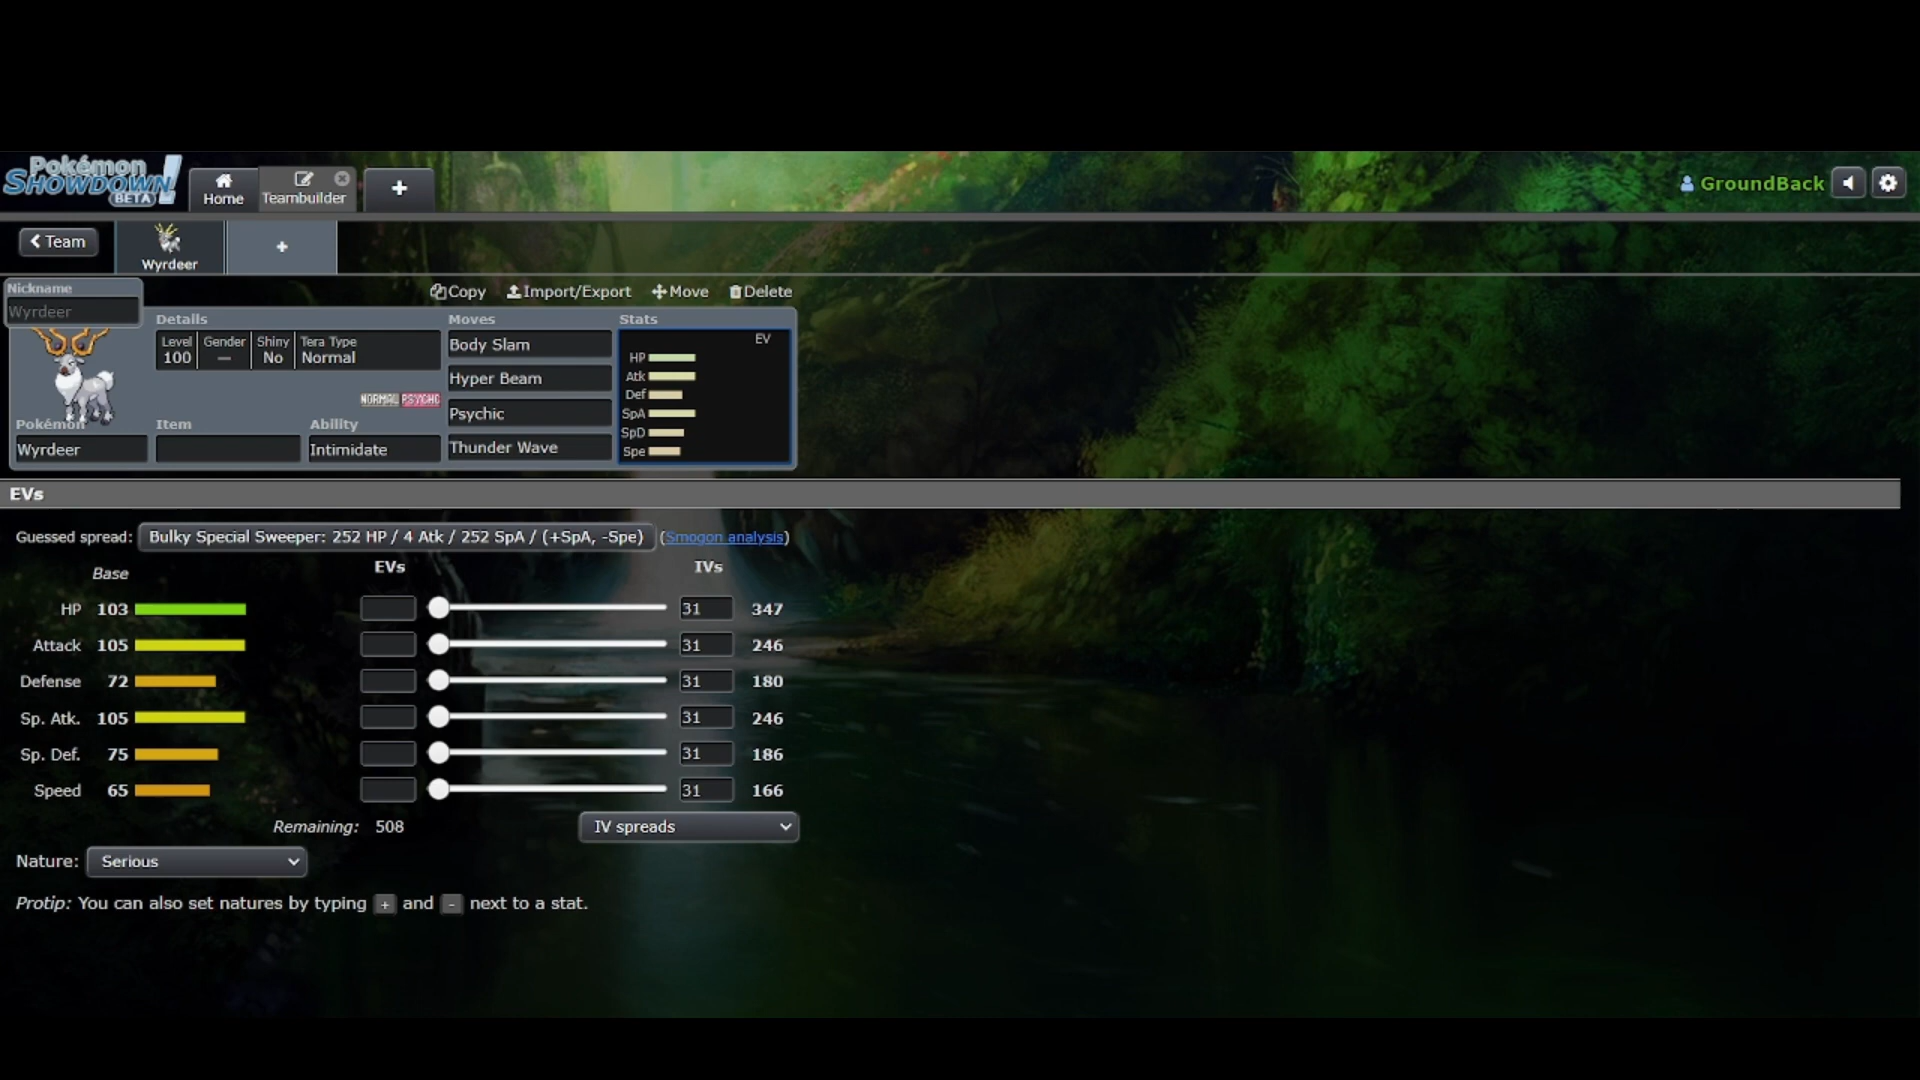 Pokémon
SHOWDOWN!
BETA
Home
Teambuilder
+
GroundBack
Team
Wyrdeer
+
Nickname
Wyrdeer
Copy
Import/Export
Move
Delete
Details
Level
100
Gender
—
Shiny
No
Tera Type
Normal
NORMAL PSYCHC
Pokémon
Wyrdeer
Item
Ability
Intimidate
Moves
Body Slam
Hyper Beam
Psychic
Thunder Wave
Stats
EV
HP
Atk
Def
SpA
SpD
Spe
EVs
Guessed spread: Bulky Special Sweeper: 252 HP / 4 Atk / 252 SpA / (+SpA, -Spe) (Smogon analysis)
Base EVs IVs
HP 103 31 347
Attack 105 31 246
Defense 72 31 180
Sp. Atk. 105 31 246
Sp. Def. 75 31 186
Speed 65 31 166
Remaining: 508 IV spreads
Nature: Serious
Protip: You can also set natures by typing + and - next to a stat.